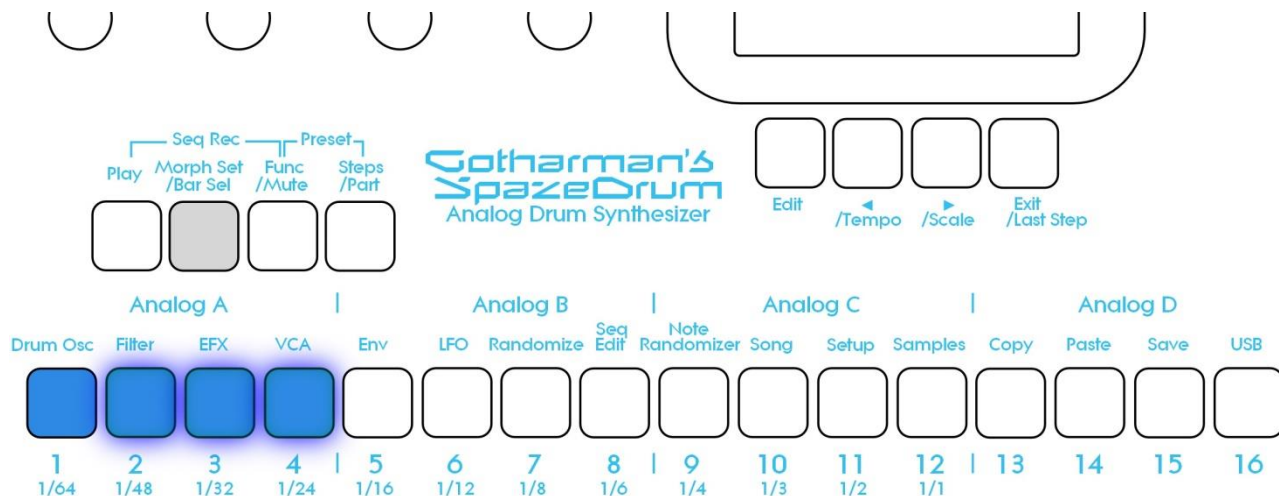 Seq Rec Preset
Play Morph Set /Bar Sel Func /Mute Steps /Part
Gotharman's
SpazeDrum
Analog Drum Synthesizer
Edit ◄ /Tempo ► /Scale Exit /Last Step
Analog A | Analog B | Analog C | Analog D
Drum Osc Filter EFX VCA Env LFO Randomize Seq Edit Note Randomizer Song Setup Samples Copy Paste Save USB
1 2 3 4 | 5 6 7 8 | 9 10 11 12 | 13 14 15 16
1/64 1/48 1/32 1/24 1/16 1/12 1/8 1/6 1/4 1/3 1/2 1/1